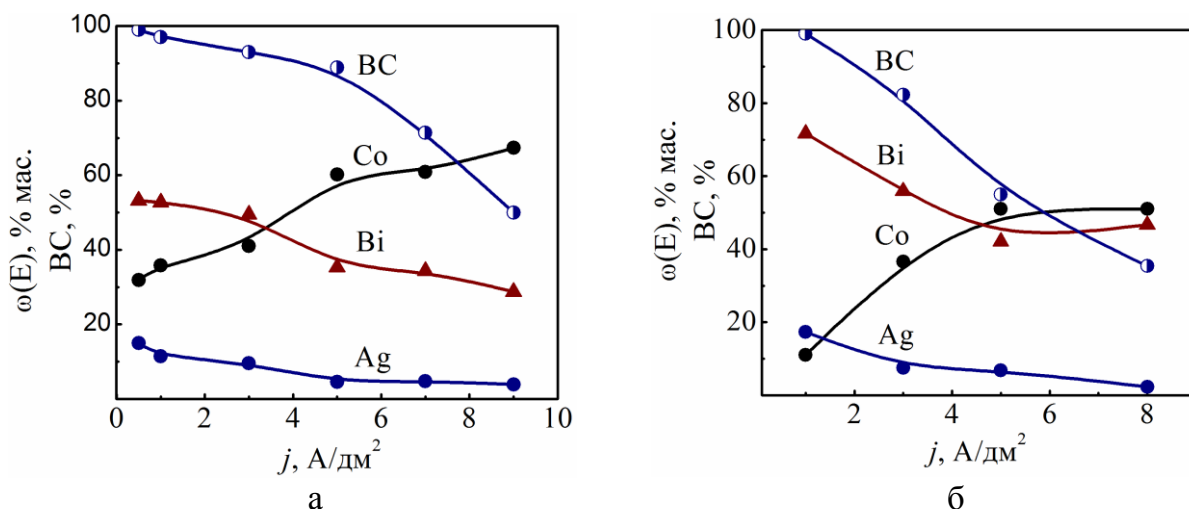 100
80
60
40
20
ω(E), % мас.
ВС, %
ВС
Co
Bi
Ag
0
2
4
6
8
10
j, А/дм²
а
100
80
60
40
20
ω(E), % мас.
ВС, %
ВС
Bi
Co
Ag
2
4
6
8
j, А/дм²
б